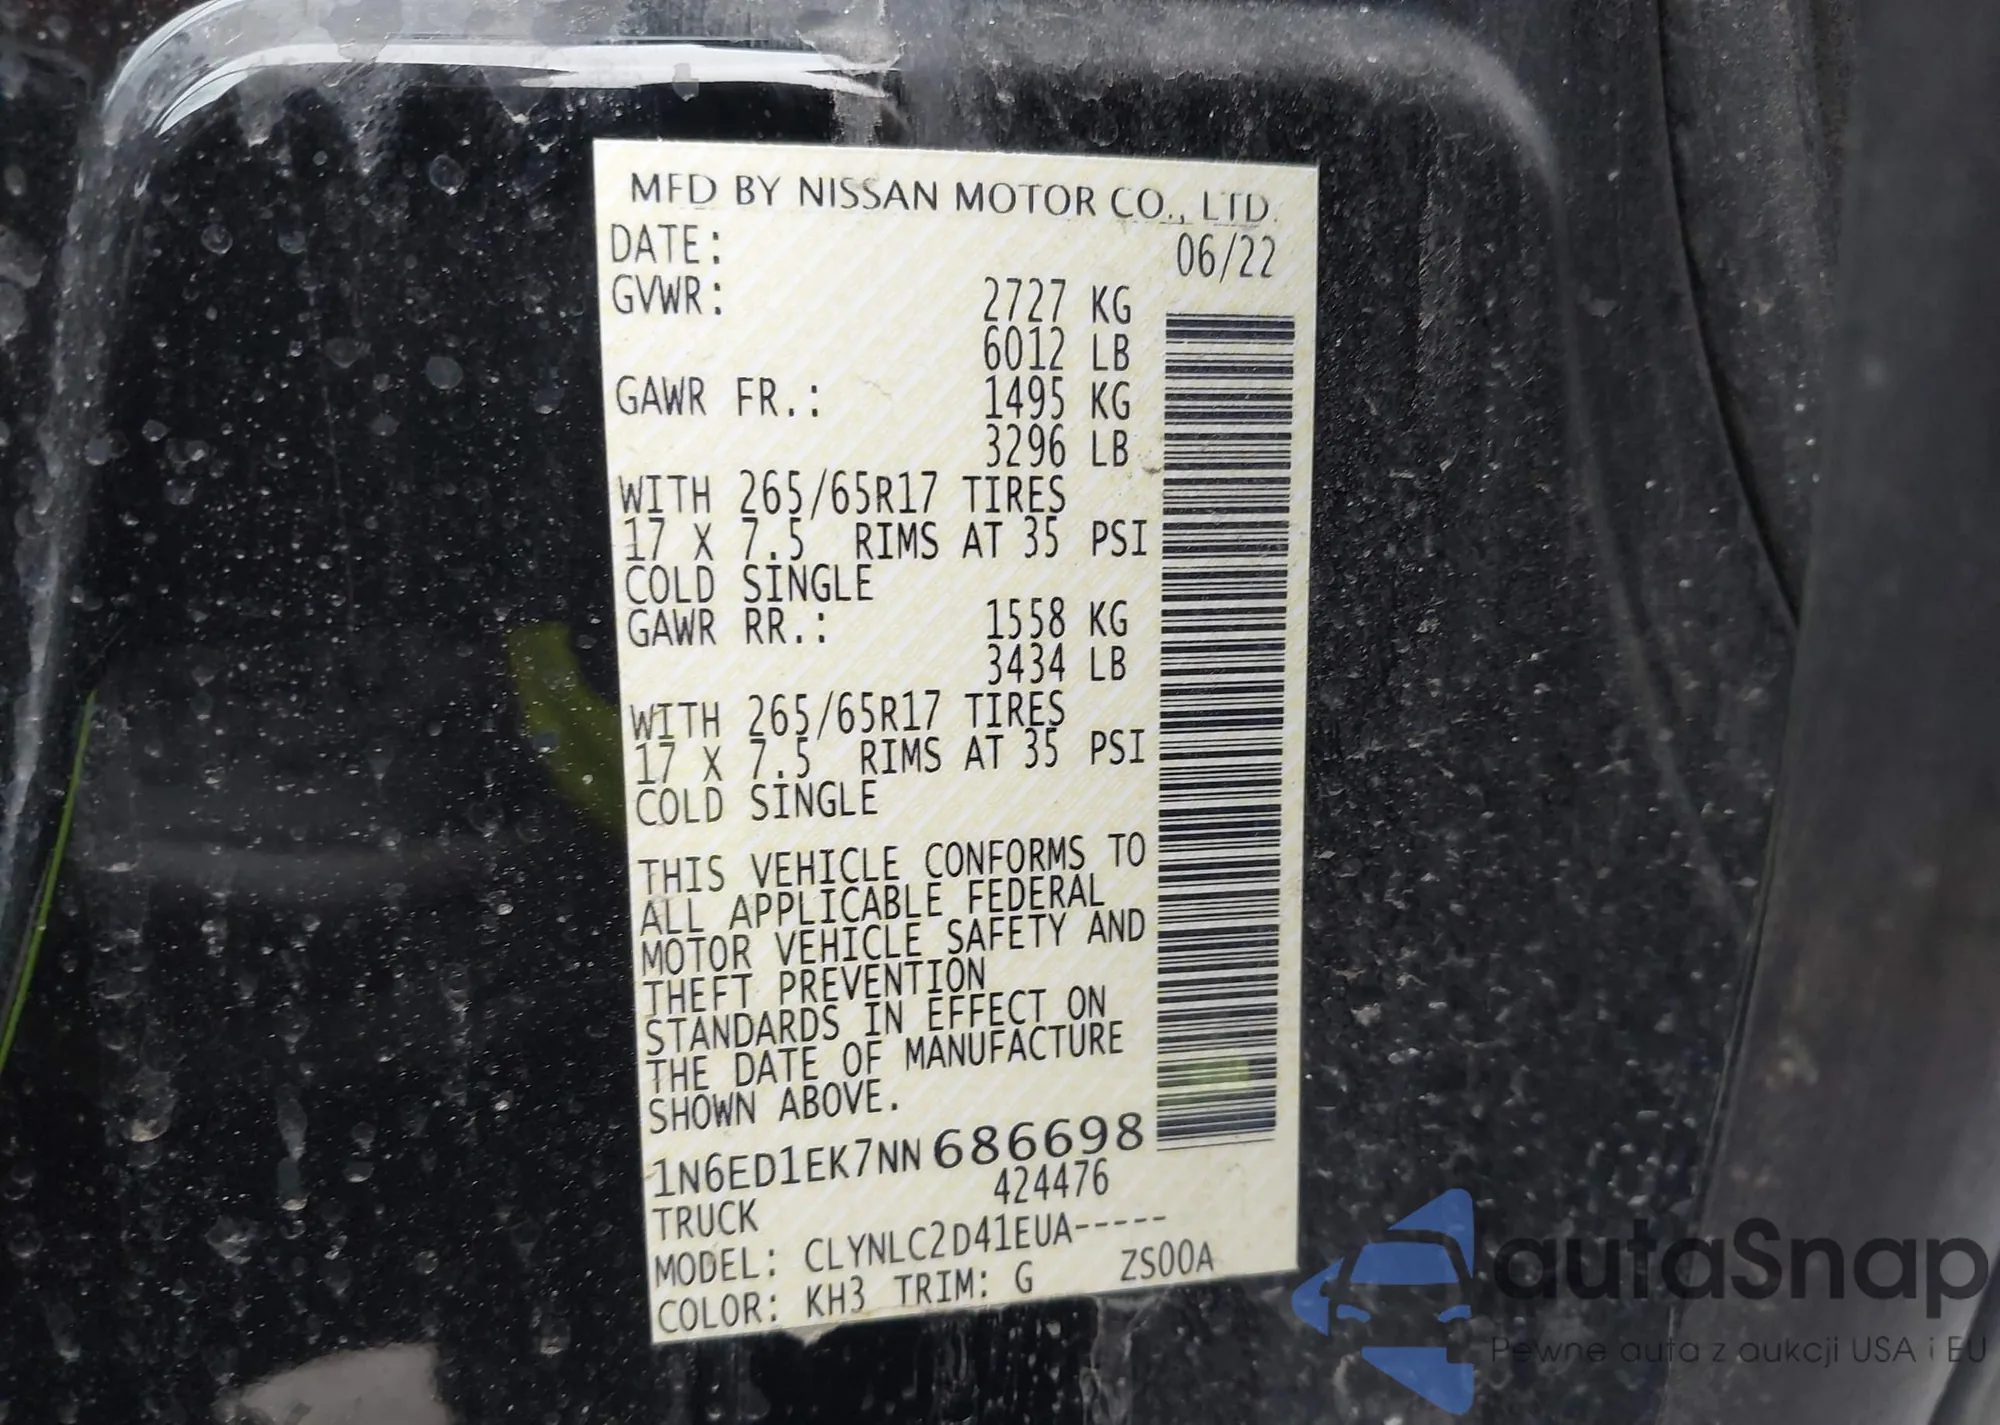 MFD BY NISSAN MOTOR CO., LTD.
DATE: 06/22
GVWR: 2727 KG
6012 LB
GAWR FR.: 1495 KG
3296 LB
WITH 265/65R17 TIRES
17 X 7.5 RIMS AT 35 PSI
COLD SINGLE
GAWR RR.: 1558 KG
3434 LB
WITH 265/65R17 TIRES
17 X 7.5 RIMS AT 35 PSI
COLD SINGLE
THIS VEHICLE CONFORMS TO
ALL APPLICABLE FEDERAL
MOTOR VEHICLE SAFETY AND
THEFT PREVENTION
STANDARDS IN EFFECT ON
THE DATE OF MANUFACTURE
SHOWN ABOVE.
1N6ED1EK7NN686698
TRUCK 424476
MODEL: CLYNLC2D41EUA-----
COLOR: KH3 TRIM: G ZS00A
autaSnap
Pewne auta z aukcji USA i EU